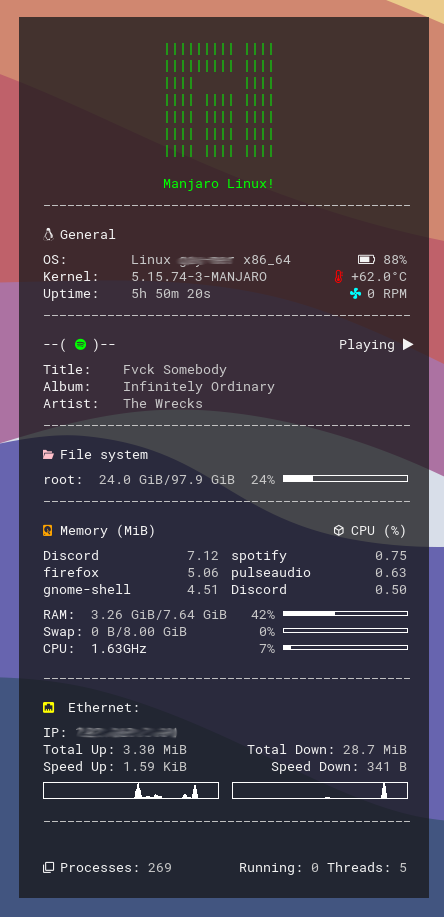 Manjaro Linux!
General
OS: Linux x86_64 88%
Kernel: 5.15.74-3-MANJARO +62.0°C
Uptime: 5h 50m 20s 0 RPM
--( )-- Playing
Title: Fvck Somebody
Album: Infinitely Ordinary
Artist: The Wrecks
File system
root: 24.0 GiB/97.9 GiB 24%
Memory (MiB) CPU (%)
Discord 7.12 spotify 0.75
firefox 5.06 pulseaudio 0.63
gnome-shell 4.51 Discord 0.50
RAM: 3.26 GiB/7.64 GiB 42%
Swap: 0 B/8.00 GiB 0%
CPU: 1.63GHz 7%
Ethernet:
IP:
Total Up: 3.30 MiB Total Down: 28.7 MiB
Speed Up: 1.59 KiB Speed Down: 341 B
Processes: 269 Running: 0 Threads: 5